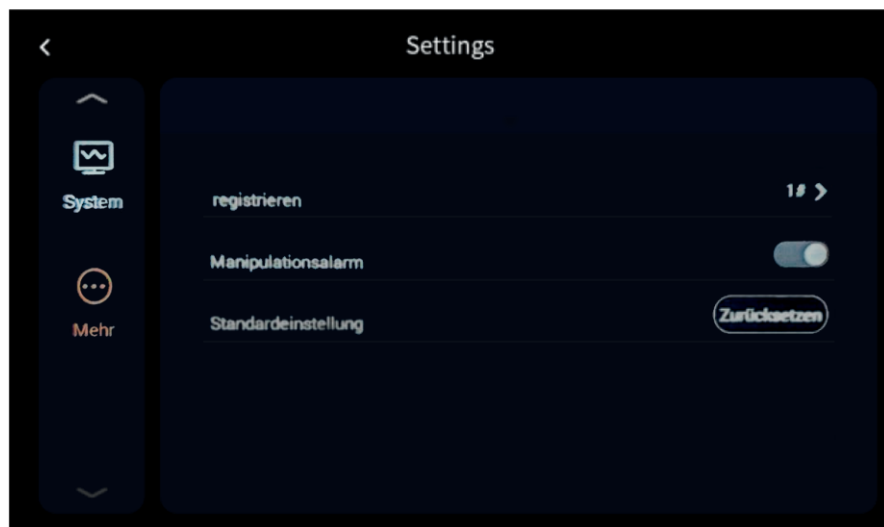 Settings
System
Mehr
registrieren
1#
Manipulationsalarm
Standardeinstellung
Zurücksetzen